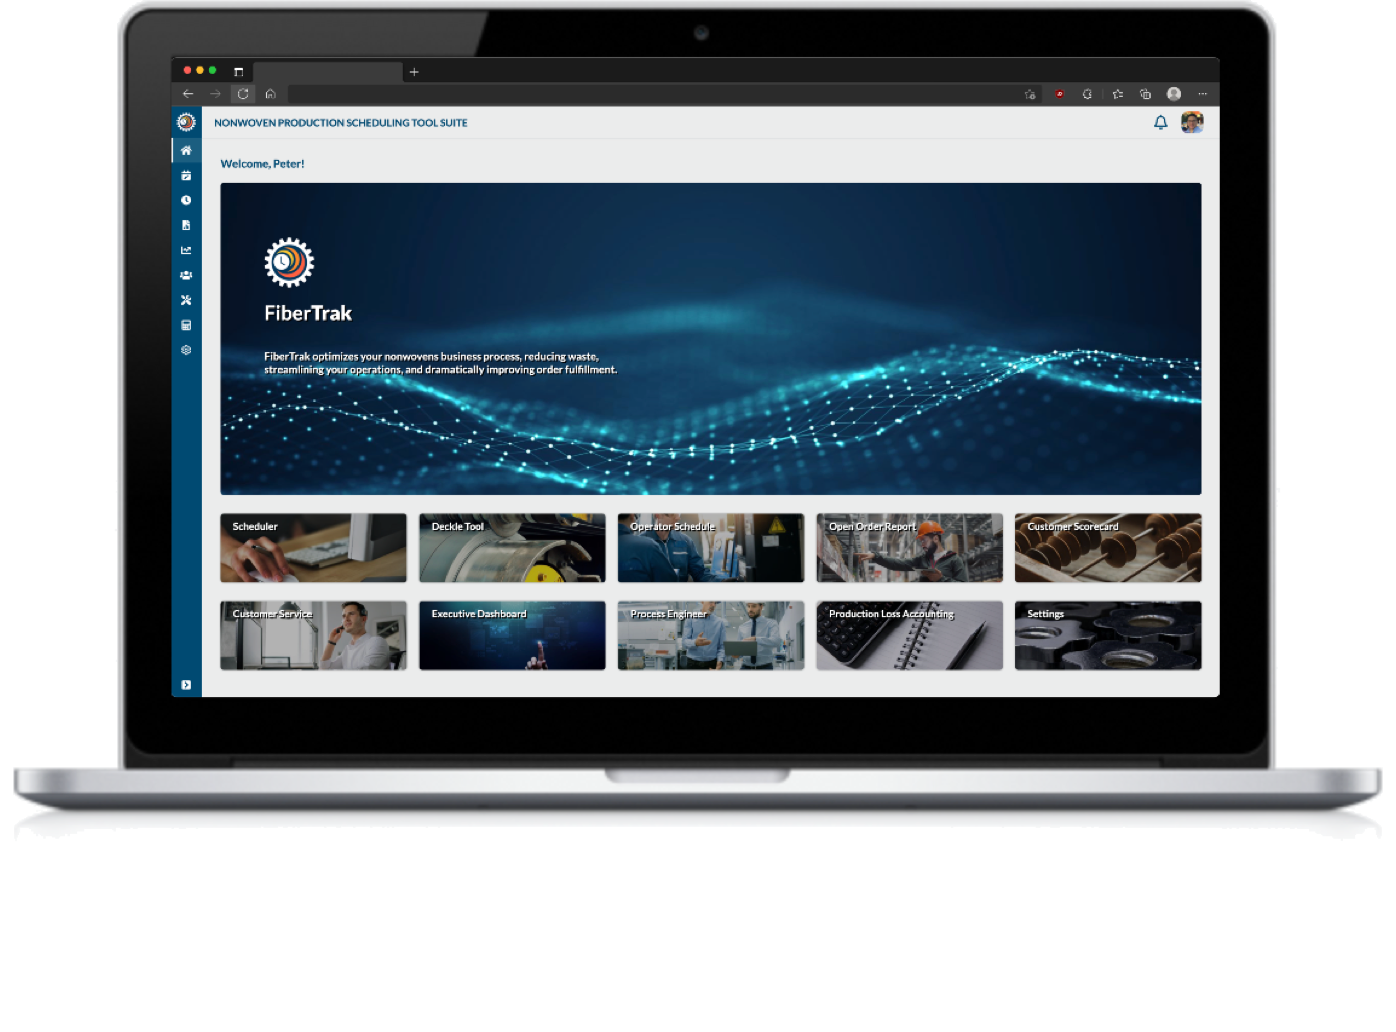 NONWOVEN PRODUCTION SCHEDULING TOOL SUITE
Welcome, Peter!
FiberTrak
FiberTrak optimizes your nonwovens business process, reducing waste,
streamlining your operations, and dramatically improving order fulfillment.
Scheduler
Deckle Tool
Operator Schedule
Open Order Report
Customer Scorecard
Customer Service
Executive Dashboard
Process Engineer
Production Loss Accounting
Settings